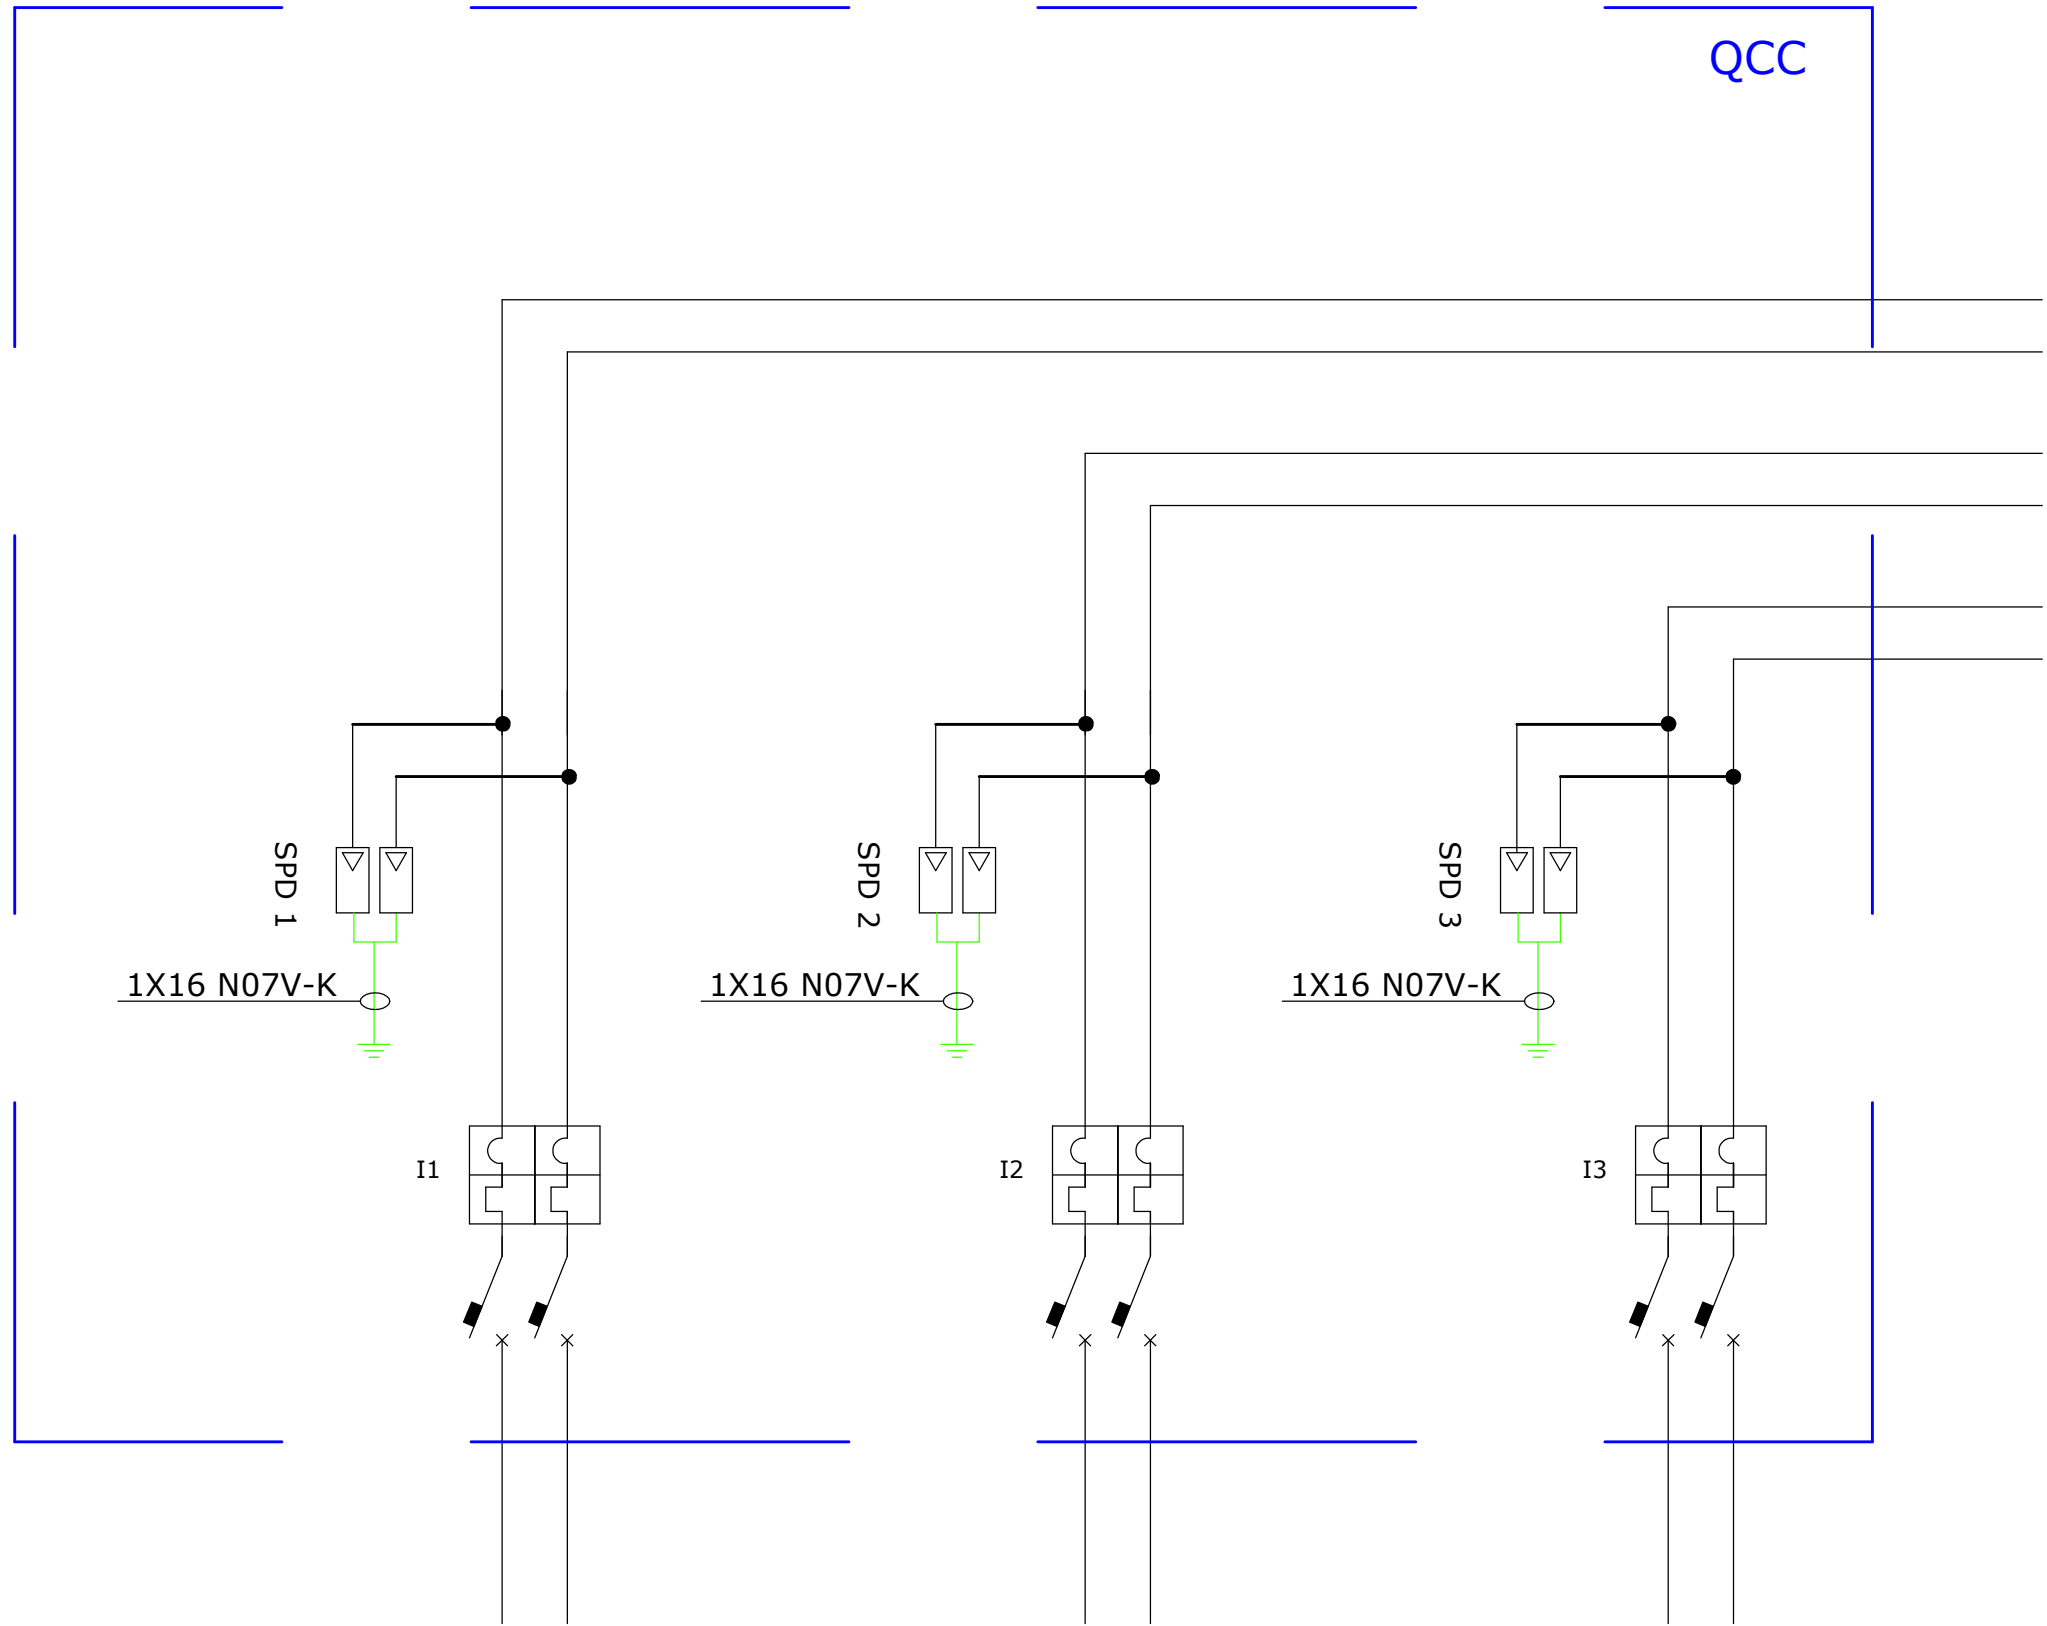 QCC
SPD 1
SPD 2
SPD 3
1X16 N07V-K
1X16 N07V-K
1X16 N07V-K
I1
I2
I3